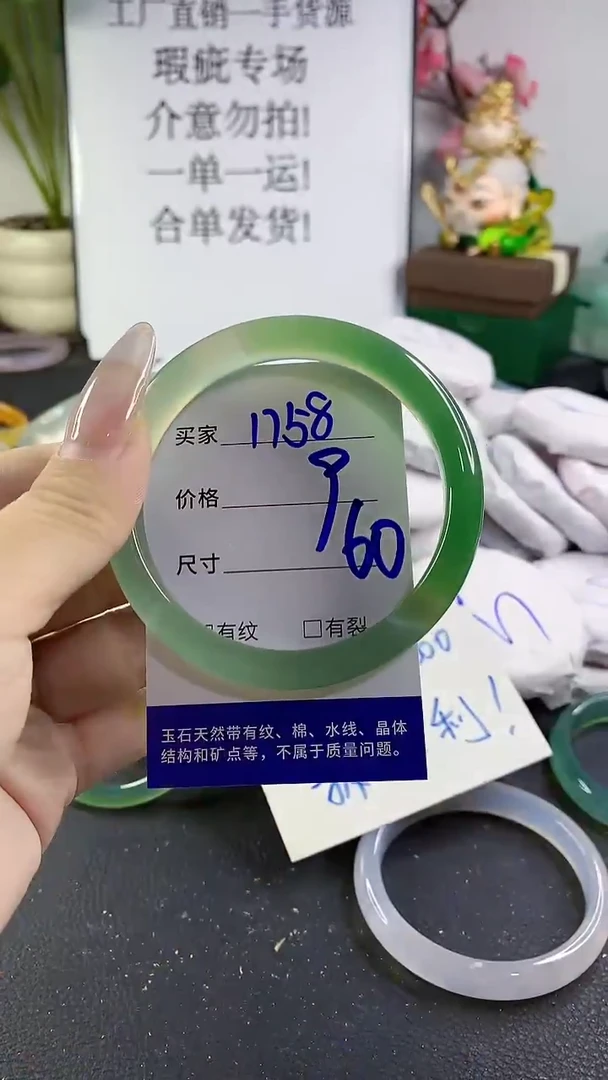 工厂直销一手货源
瑕疵专场
介意勿拍!
一单一运!
合单发货!
买家 1758
价格
尺寸 60
有纹 □有裂
玉石天然带有纹、棉、水线、晶体
结构和矿点等，不属于质量问题。
利!